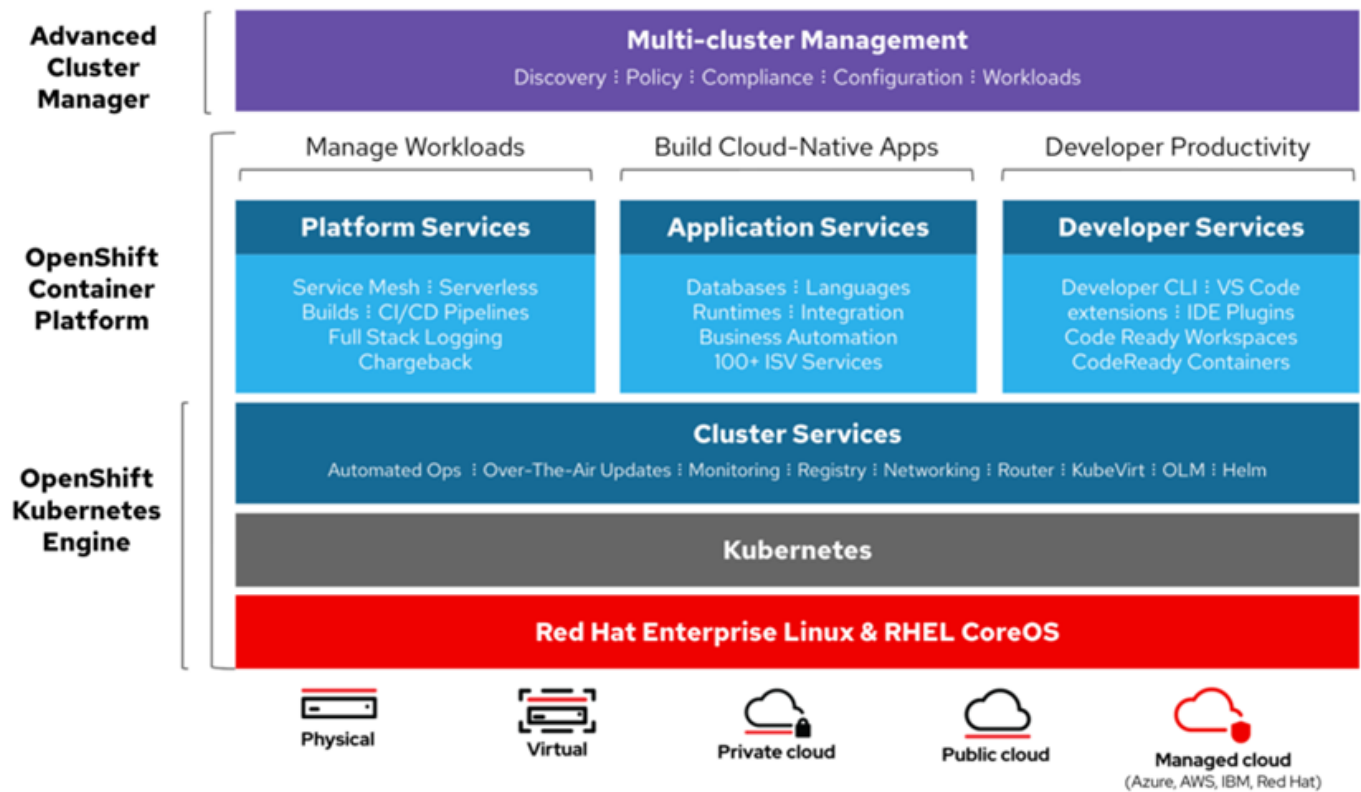 Advanced
Cluster
Manager
Multi-cluster Management
Discovery ⁝ Policy ⁝ Compliance ⁝ Configuration ⁝ Workloads
OpenShift
Container
Platform
Manage Workloads
Platform Services
Service Mesh ⁝ Serverless
Builds ⁝ CI/CD Pipelines
Full Stack Logging
Chargeback
Build Cloud-Native Apps
Application Services
Databases ⁝ Languages
Runtimes ⁝ Integration
Business Automation
100+ ISV Services
Developer Productivity
Developer Services
Developer CLI ⁝ VS Code
extensions ⁝ IDE Plugins
Code Ready Workspaces
CodeReady Containers
OpenShift
Kubernetes
Engine
Cluster Services
Automated Ops ⁝ Over-The-Air Updates ⁝ Monitoring ⁝ Registry ⁝ Networking ⁝ Router ⁝ KubeVirt ⁝ OLM ⁝ Helm
Kubernetes
Red Hat Enterprise Linux & RHEL CoreOS
Physical
Virtual
Private cloud
Public cloud
Managed cloud
(Azure, AWS, IBM, Red Hat)